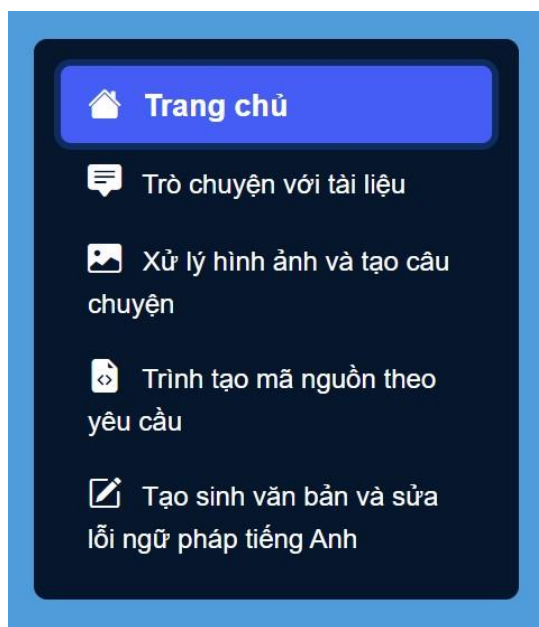 Trang chủ
Trò chuyện với tài liệu
Xử lý hình ảnh và tạo câu
chuyện
Trình tạo mã nguồn theo
yêu cầu
Tạo sinh văn bản và sửa
lỗi ngữ pháp tiếng Anh